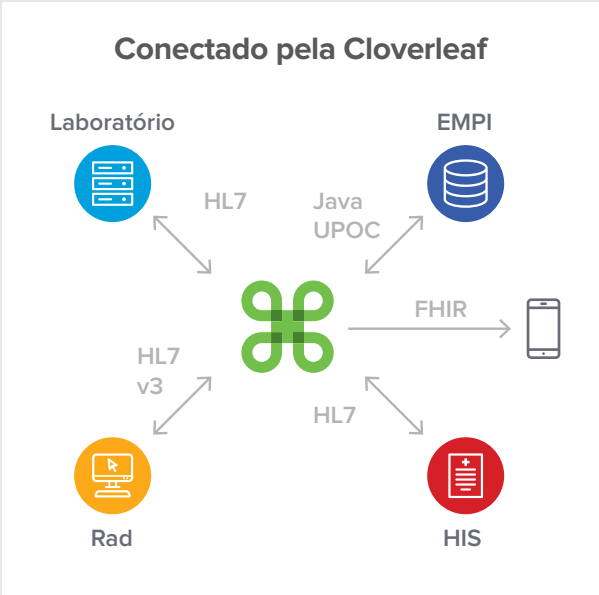 Conectado pela Cloverleaf
Laboratório
EMPI
HL7
Java
UPOC
FHIR
HL7
v3
HL7
Rad
HIS